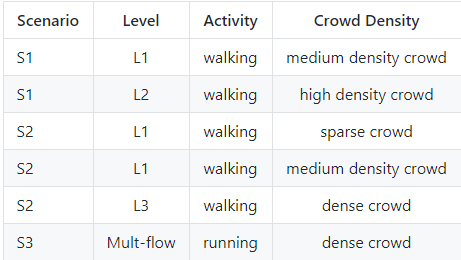 Scenario Level Activity Crowd Density
S1 L1 walking medium density crowd
S1 L2 walking high density crowd
S2 L1 walking sparse crowd
S2 L1 walking medium density crowd
S2 L3 walking dense crowd
S3 Mult-flow running dense crowd